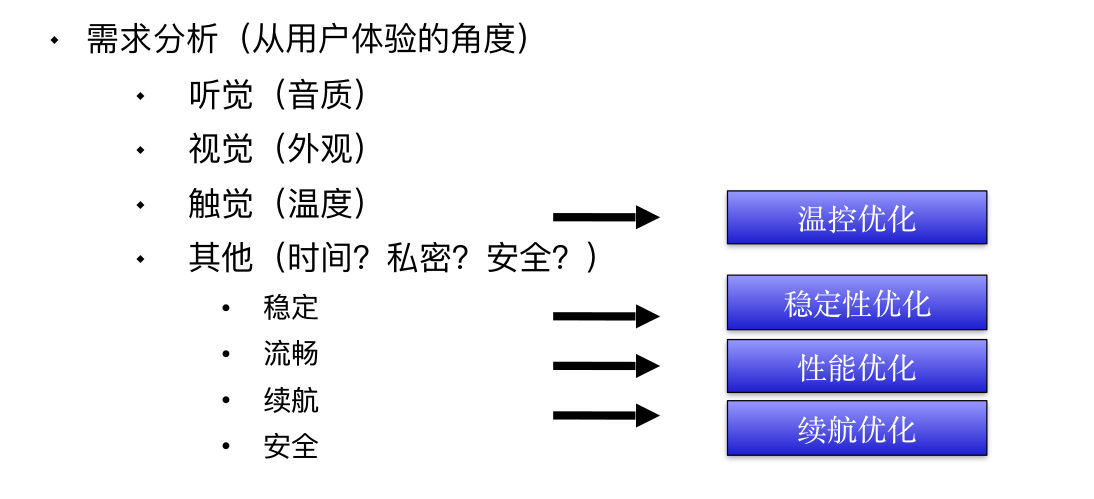 需求分析（从用户体验的角度）
听觉（音质）
视觉（外观）
触觉（温度）
温控优化
其他（时间？私密？安全？）
稳定
稳定性优化
流畅
性能优化
续航
续航优化
安全